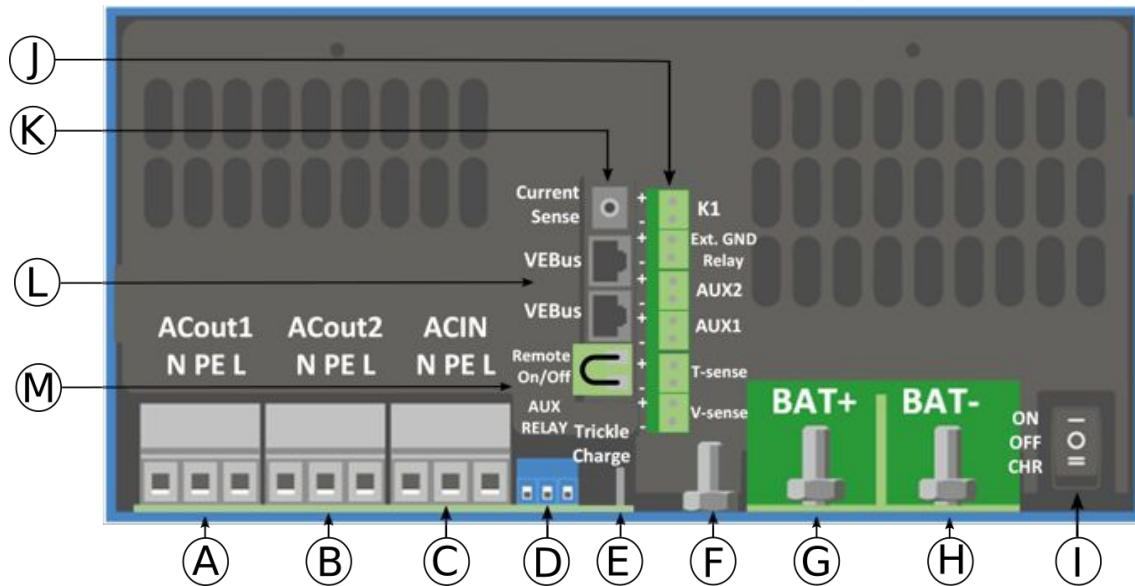 J
K
Current
Sense
+
-
K1
+
-
Ext. GND
Relay
VEBus
L
+
-
AUX2
VEBus
+
-
AUX1
ACout1
N PE L
ACout2
N PE L
ACIN
N PE L
Remote
On/Off
+
-
T-sense
M
AUX
RELAY
Trickle
Charge
+
-
V-sense
BAT+
BAT-
ON
OFF
CHR
A
B
C
D
E
F
G
H
I